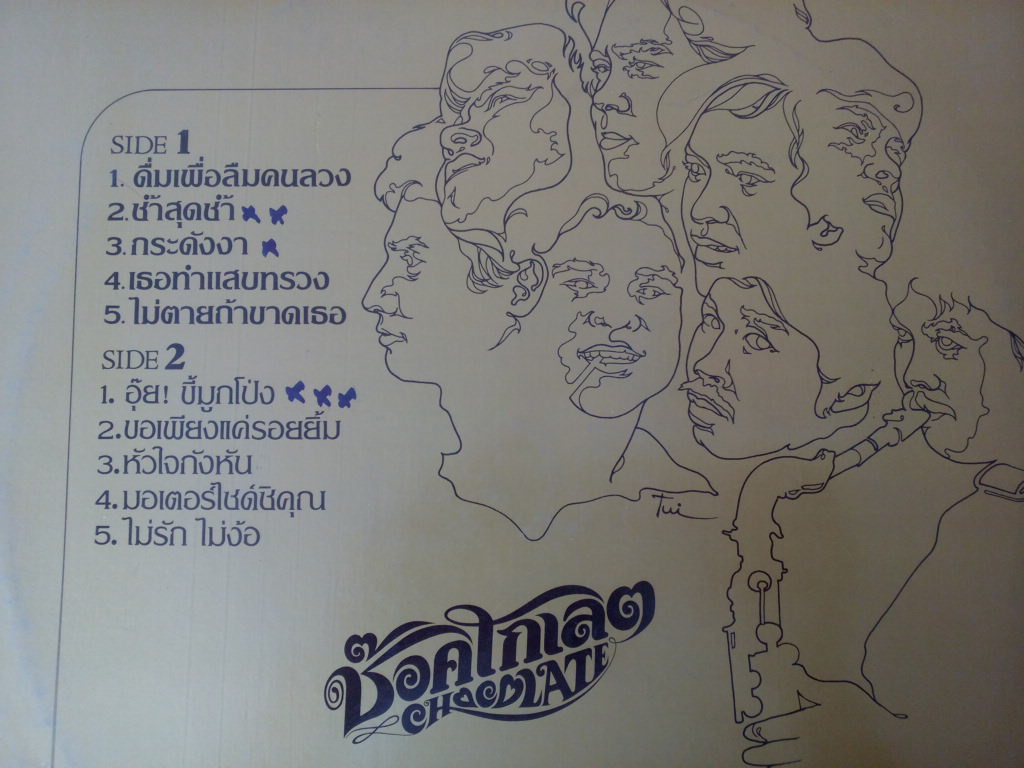 SIDE 1
1. ดื่มเพื่อลืมคนลวง
2. ช้ำสุดช้ำ
3. กระดังงา
4. เธอทำแสบทรวง
5. ไม่ตายถ้าขาดเธอ
SIDE 2
1. อุ๊ย! ขี้มูกโป่ง
2. ขอเพียงแค่รอยยิ้ม
3. หัวใจกังหัน
4. มอเตอร์ไซด์ซิคุณ
5. ไม่รัก ไม่ง้อ
Tui
ช๊อคโกเลต
CHOCOLATE